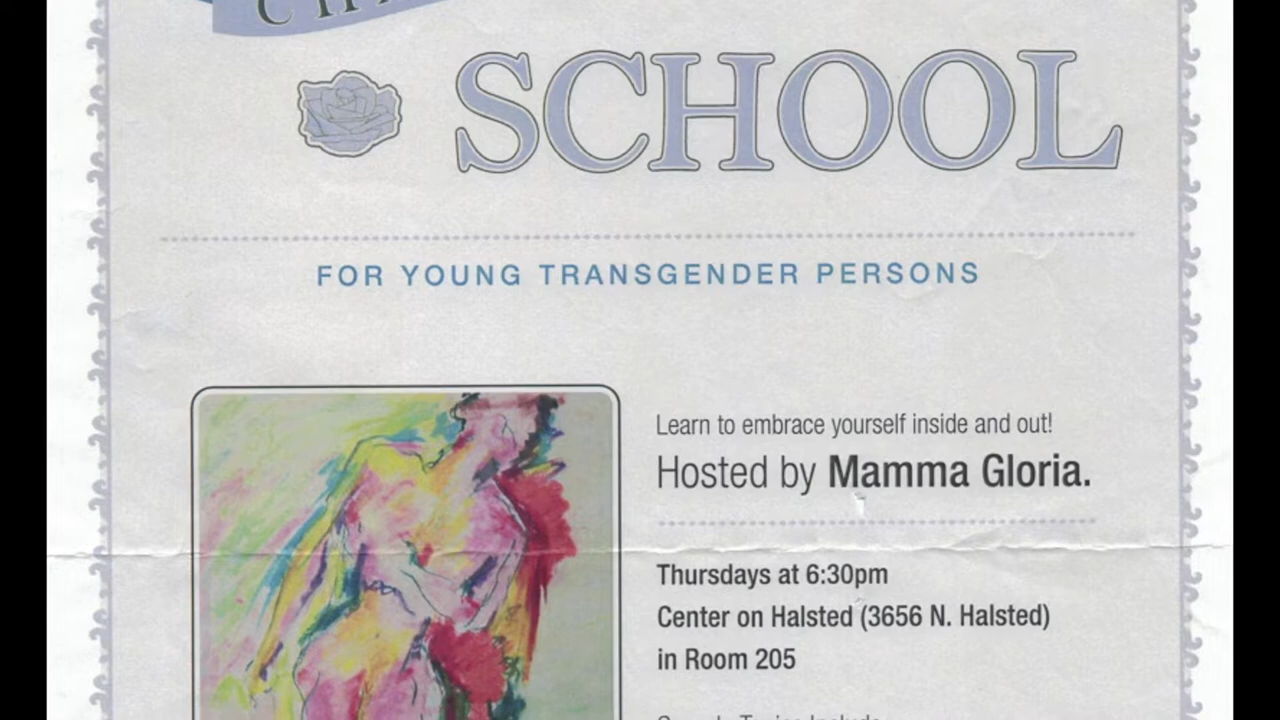 SCHOOL
FOR YOUNG TRANSGENDER PERSONS
Learn to embrace yourself inside and out!
Hosted by Mamma Gloria.
Thursdays at 6:30pm
Center on Halsted (3656 N. Halsted)
in Room 205